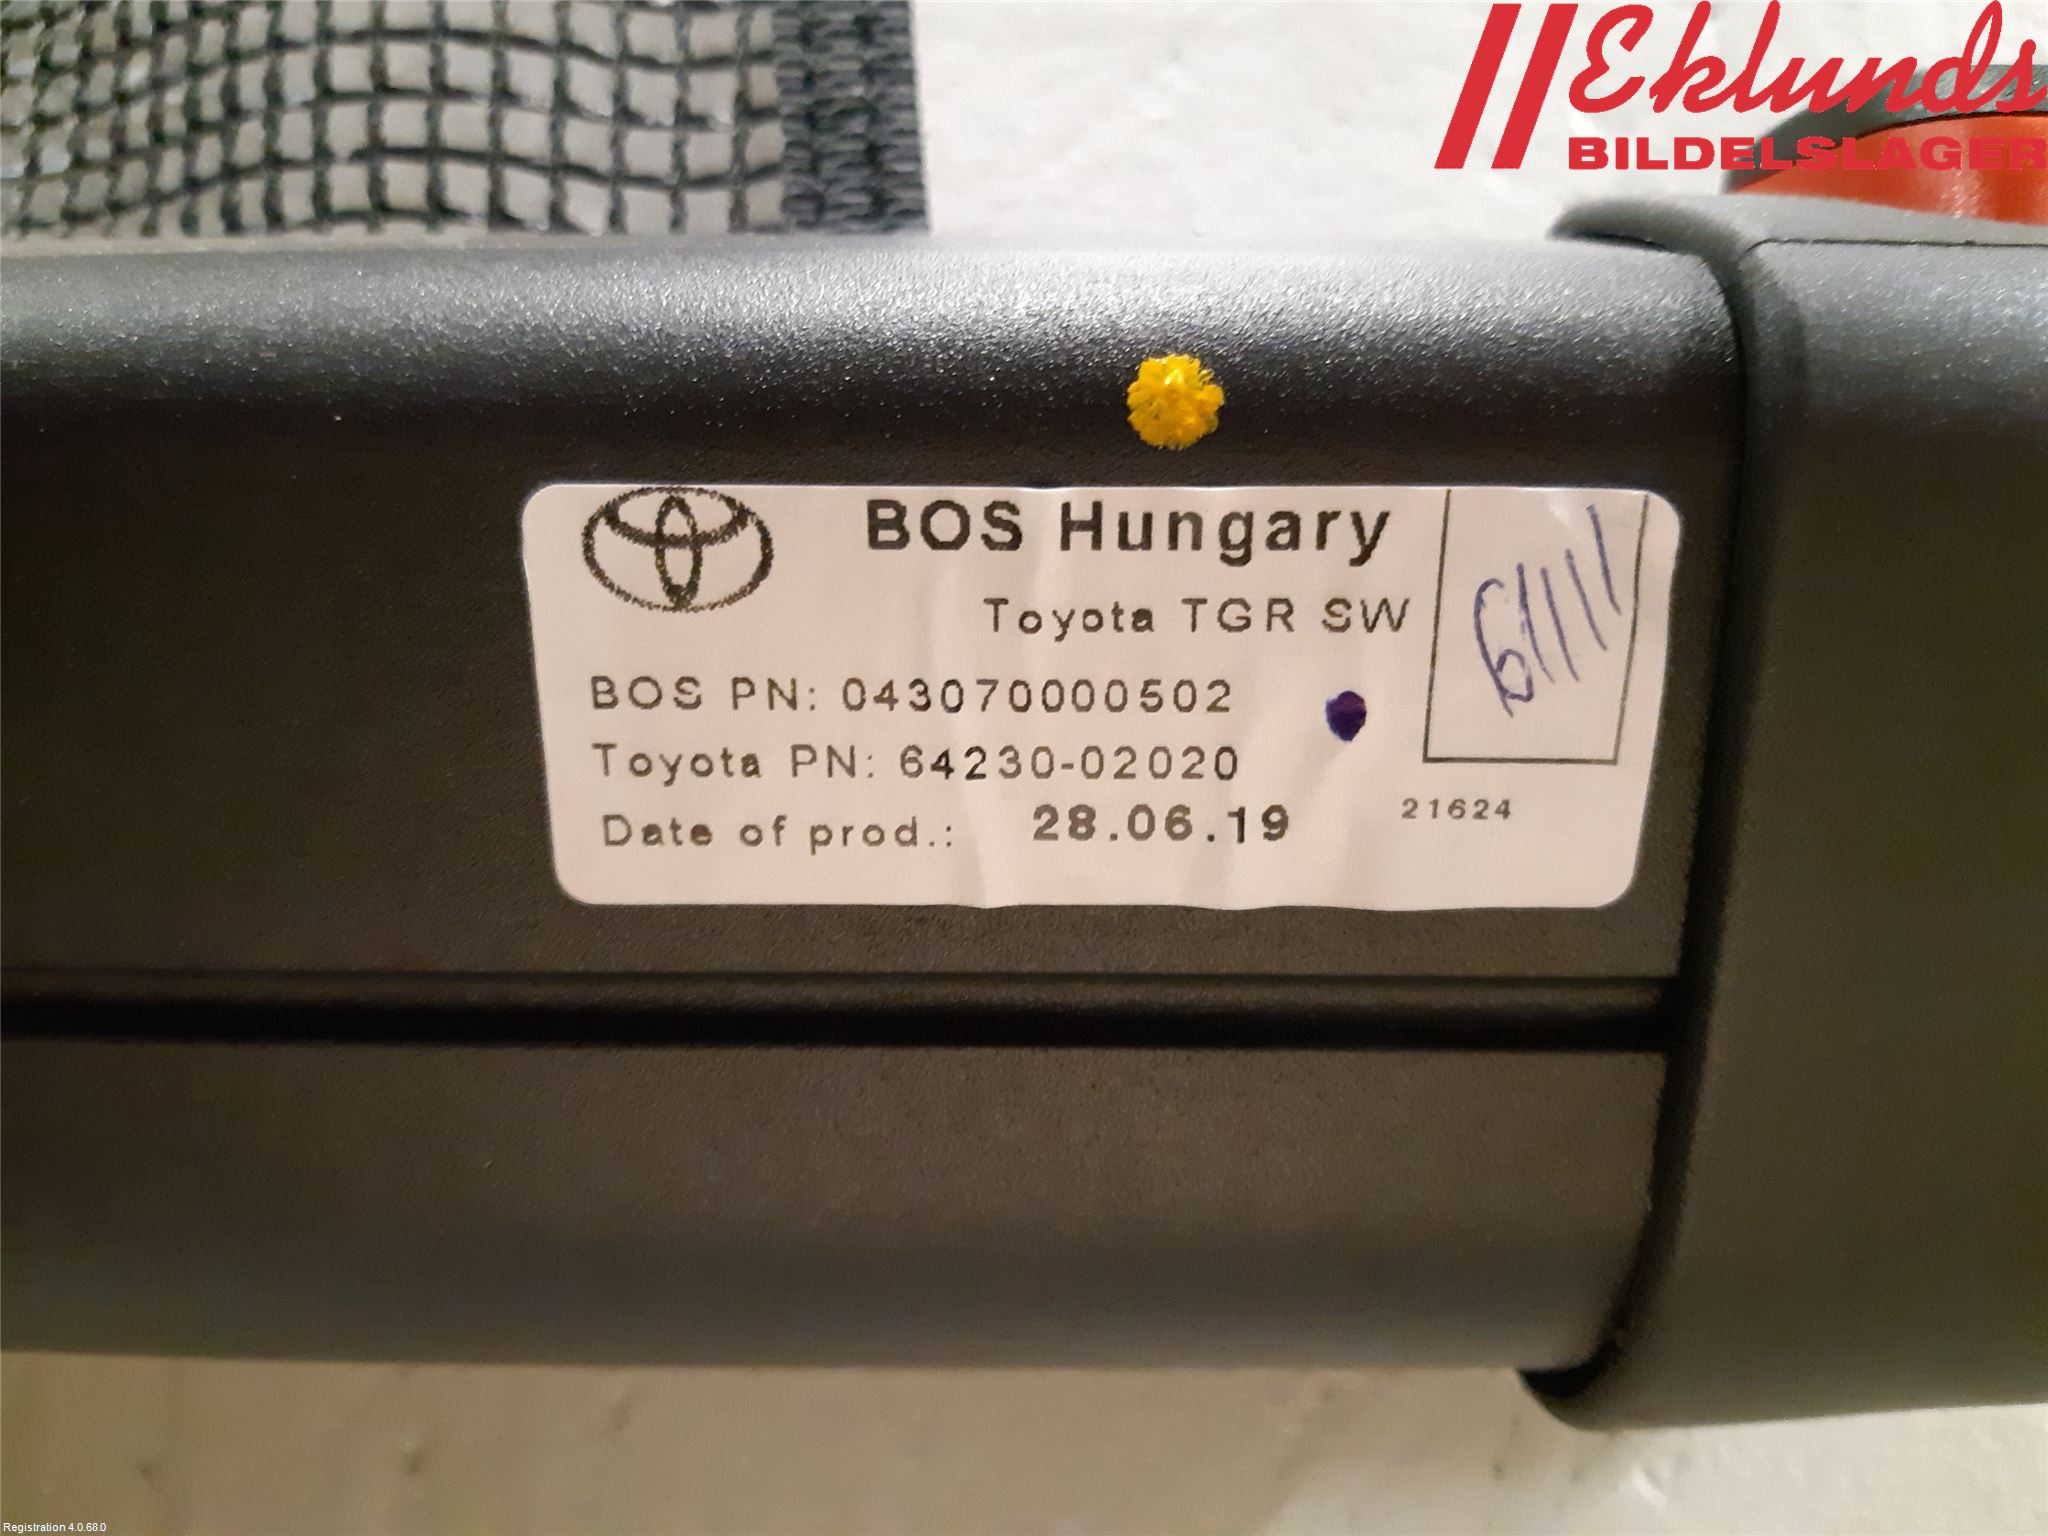 Eklunds
BILDELSLAGER
BOS Hungary
Toyota TGR SW
BOS PN: 043070000502
Toyota PN: 64230-02020
Date of prod.: 28.06.19
21624
Registration 4.0.68.0